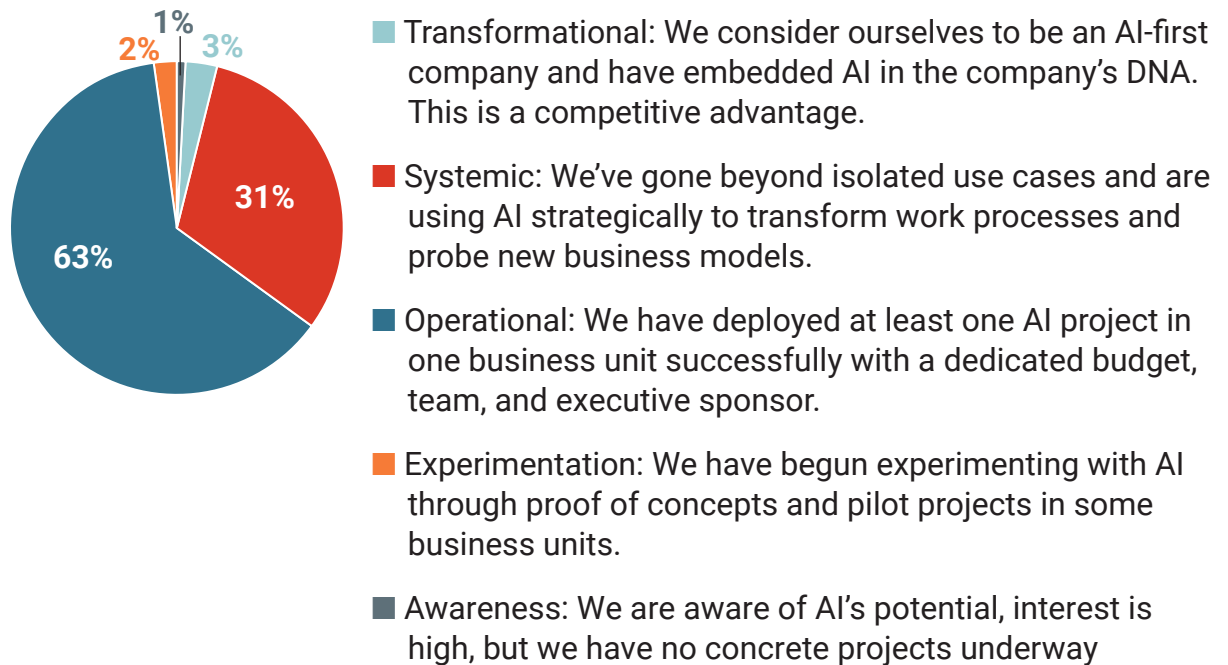 1%
2%
3%
31%
63%
Transformational: We consider ourselves to be an AI-first
company and have embedded AI in the company’s DNA.
This is a competitive advantage.
Systemic: We’ve gone beyond isolated use cases and are
using AI strategically to transform work processes and
probe new business models.
Operational: We have deployed at least one AI project in
one business unit successfully with a dedicated budget,
team, and executive sponsor.
Experimentation: We have begun experimenting with AI
through proof of concepts and pilot projects in some
business units.
Awareness: We are aware of AI’s potential, interest is
high, but we have no concrete projects underway